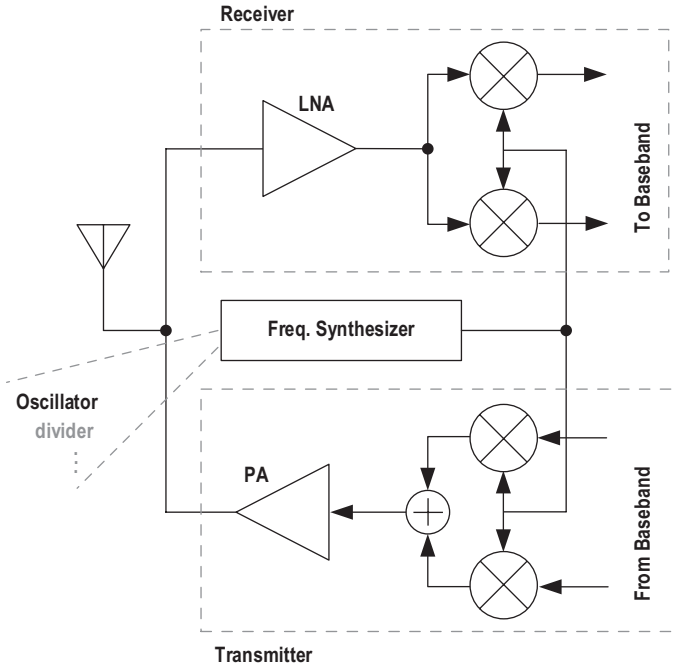 Receiver
LNA
To Baseband
Freq. Synthesizer
Oscillator
divider
PA
From Baseband
Transmitter